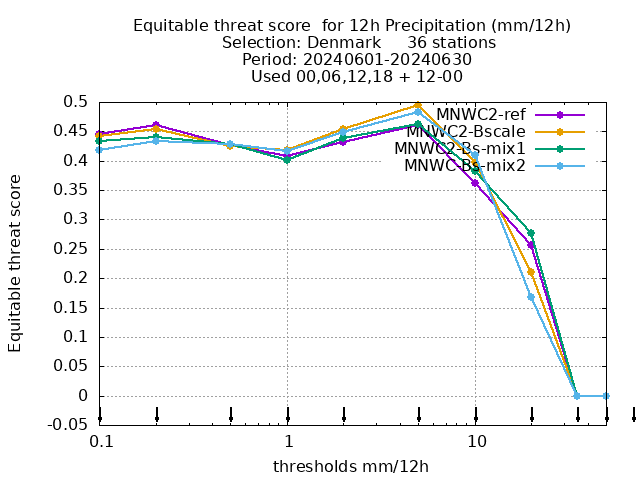 Equitable threat score  for 12h Precipitation (mm/12h)
Selection: Denmark     36 stations
Period: 20240601-20240630
Used 00,06,12,18 + 12-00
MNWC2-ref
MNWC2-Bscale
MNWC2-Bs-mix1
MNWC-Bs-mix2
Equitable threat score
0.5
0.45
0.4
0.35
0.3
0.25
0.2
0.15
0.1
0.05
0
-0.05
0.1
1
10
thresholds mm/12h